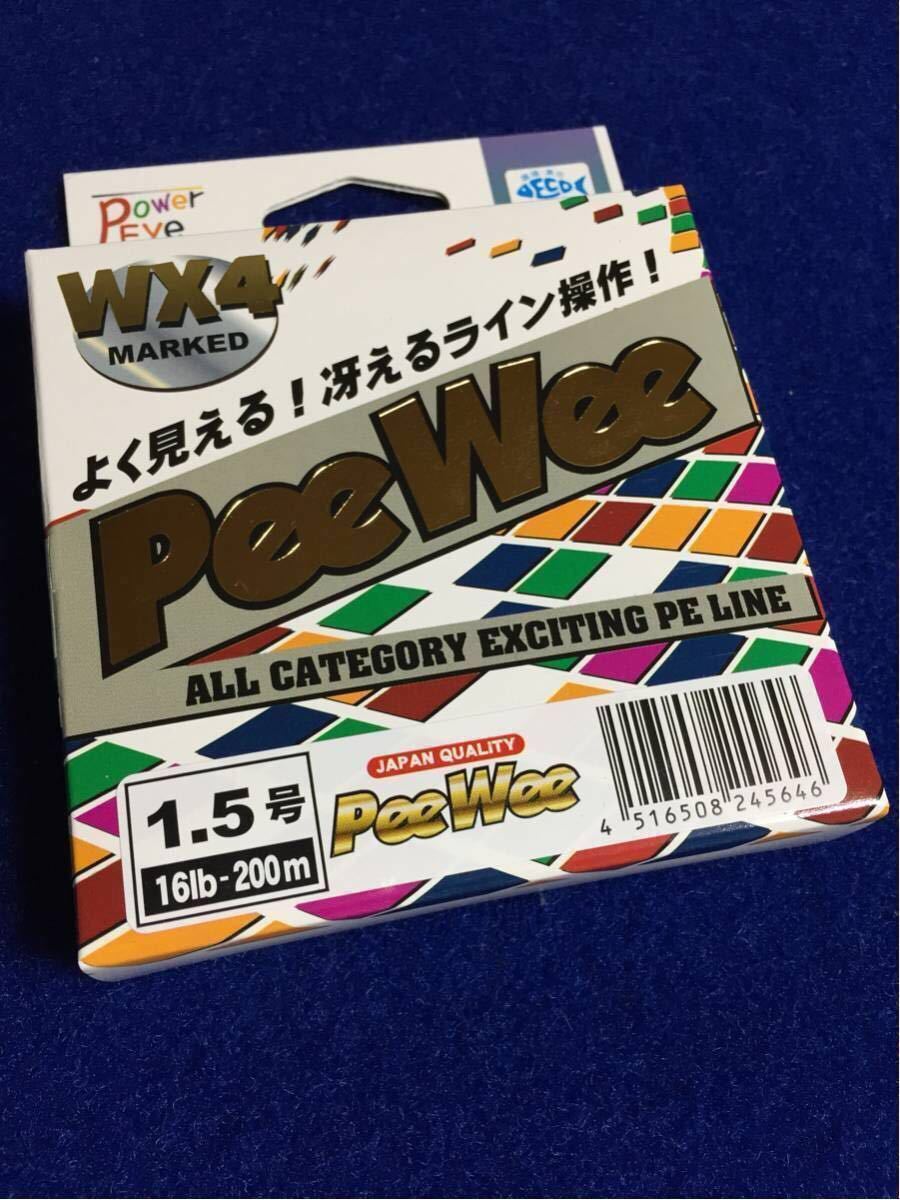 Power
Eye
ECO
WX4
MARKED
よく見える！冴えるライン操作！
PeeWee
ALL CATEGORY EXCITING PE LINE
1.5号
16lb-200m
JAPAN QUALITY
PeeWee
4 516508 245646